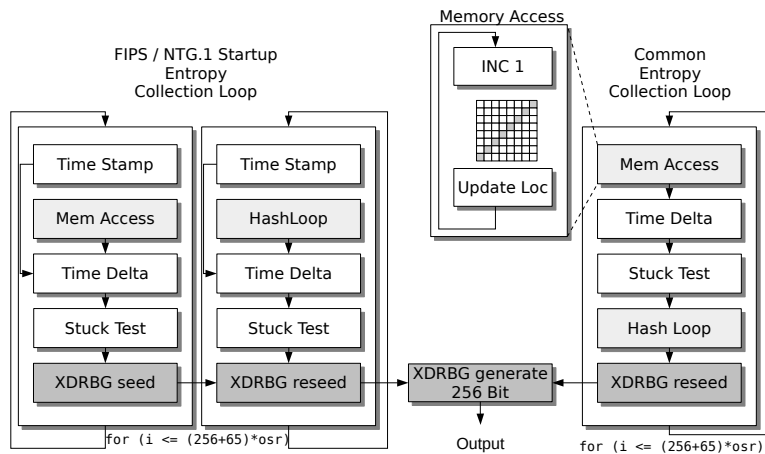 Memory Access
INC 1
Update Loc
FIPS / NTG.1 Startup
Entropy
Collection Loop
Time Stamp
Mem Access
Time Delta
Stuck Test
XDRBG seed
Time Stamp
HashLoop
Time Delta
Stuck Test
XDRBG reseed
for (i <= (256+65)*osr)
XDRBG generate
256 Bit
Output
Common
Entropy
Collection Loop
Mem Access
Time Delta
Stuck Test
Hash Loop
XDRBG reseed
for (i <= (256+65)*osr)